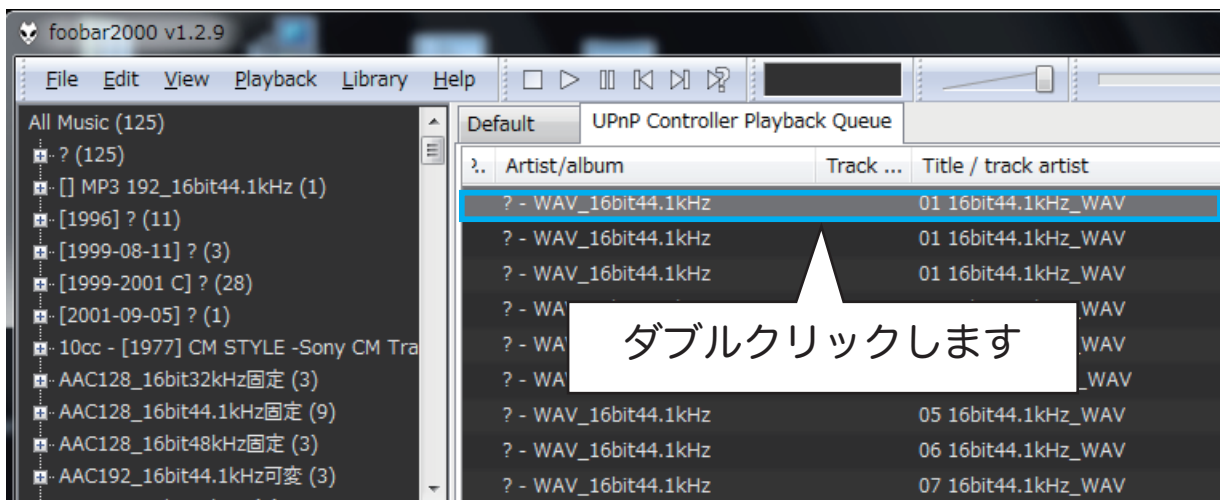 foobar2000 v1.2.9
File Edit View Playback Library Help
All Music (125)
? (125)
[] MP3 192_16bit44.1kHz (1)
[1996] ? (11)
[1999-08-11] ? (3)
[1999-2001 C] ? (28)
[2001-09-05] ? (1)
10cc - [1977] CM STYLE -Sony CM Tra
AAC128_16bit32kHz固定 (3)
AAC128_16bit44.1kHz固定 (9)
AAC128_16bit48kHz固定 (3)
AAC192_16bit44.1kHz可変 (3)
Default UPnP Controller Playback Queue
Artist/album Track ... Title / track artist
? - WAV_16bit44.1kHz 01 16bit44.1kHz_WAV
? - WAV_16bit44.1kHz 01 16bit44.1kHz_WAV
? - WAV_16bit44.1kHz 01 16bit44.1kHz_WAV
? - WA _WAV
? - WA _WAV
? - WA _WAV
? - WAV_16bit44.1kHz 05 16bit44.1kHz_WAV
? - WAV_16bit44.1kHz 06 16bit44.1kHz_WAV
? - WAV_16bit44.1kHz 07 16bit44.1kHz_WAV
ダブルクリックします